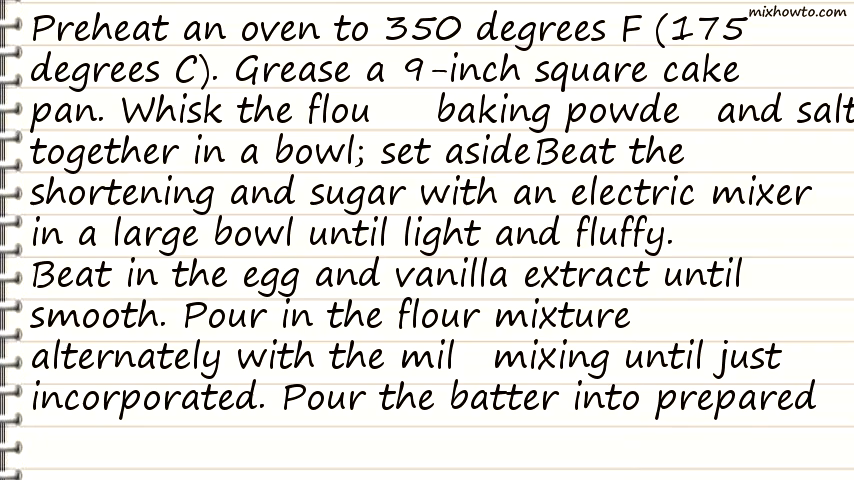 mixhowto.com
Preheat an oven to 350 degrees F (175
degrees C). Grease a 9-inch square cake
pan. Whisk the flou baking powde and salt
together in a bowl; set asideBeat the
shortening and sugar with an electric mixer
in a large bowl until light and fluffy.
Beat in the egg and vanilla extract until
smooth. Pour in the flour mixture
alternately with the mil mixing until just
incorporated. Pour the batter into prepared